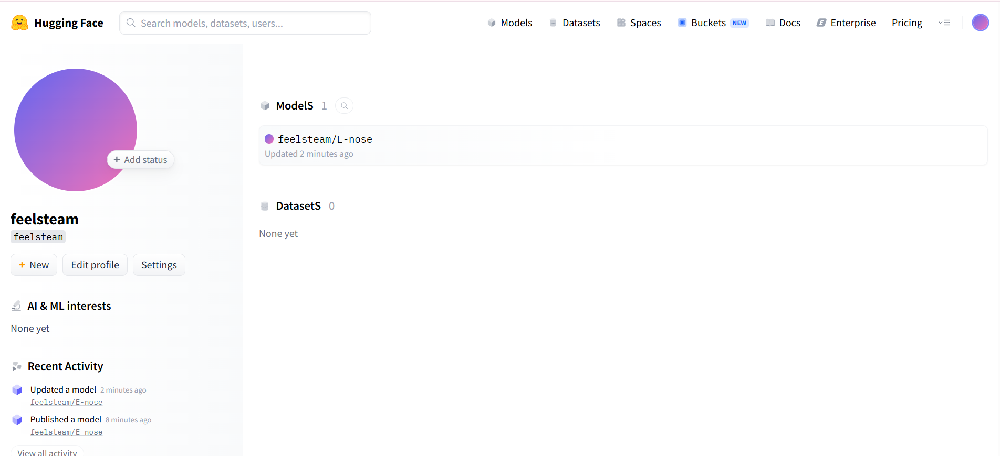 Hugging Face
Search models, datasets, users...
Models
Datasets
Spaces
Buckets NEW
Docs
Enterprise
Pricing
+ Add status
feelsteam
feelsteam
+ New
Edit profile
Settings
AI & ML interests
None yet
Recent Activity
Updated a model 2 minutes ago
feelsteam/E-nose
Published a model 8 minutes ago
feelsteam/E-nose
View all activity
ModelS 1
feelsteam/E-nose
Updated 2 minutes ago
DatasetS 0
None yet